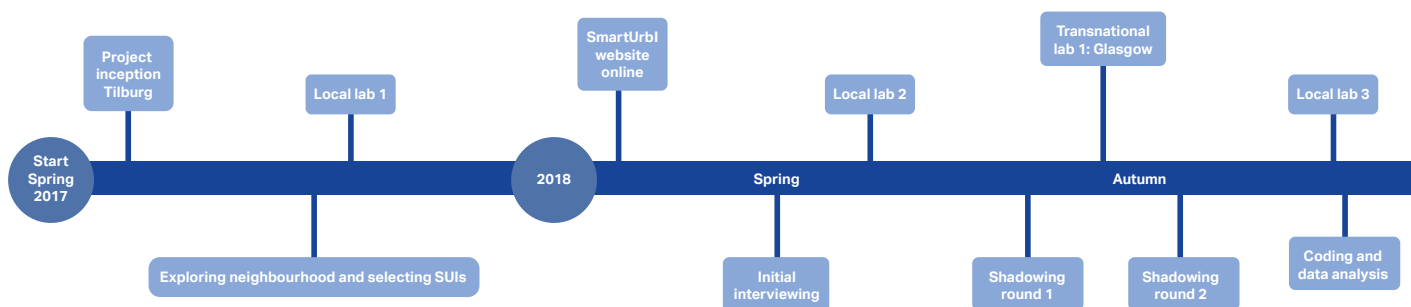 Project
inception
Tilburg
Local lab 1
SmartUrbI
website
online
Local lab 2
Transnational
lab 1: Glasgow
Local lab 3
Start
Spring
2017
2018
Spring
Autumn
Exploring neighbourhood and selecting SUIs
Initial
interviewing
Shadowing
round 1
Shadowing
round 2
Coding and
data analysis